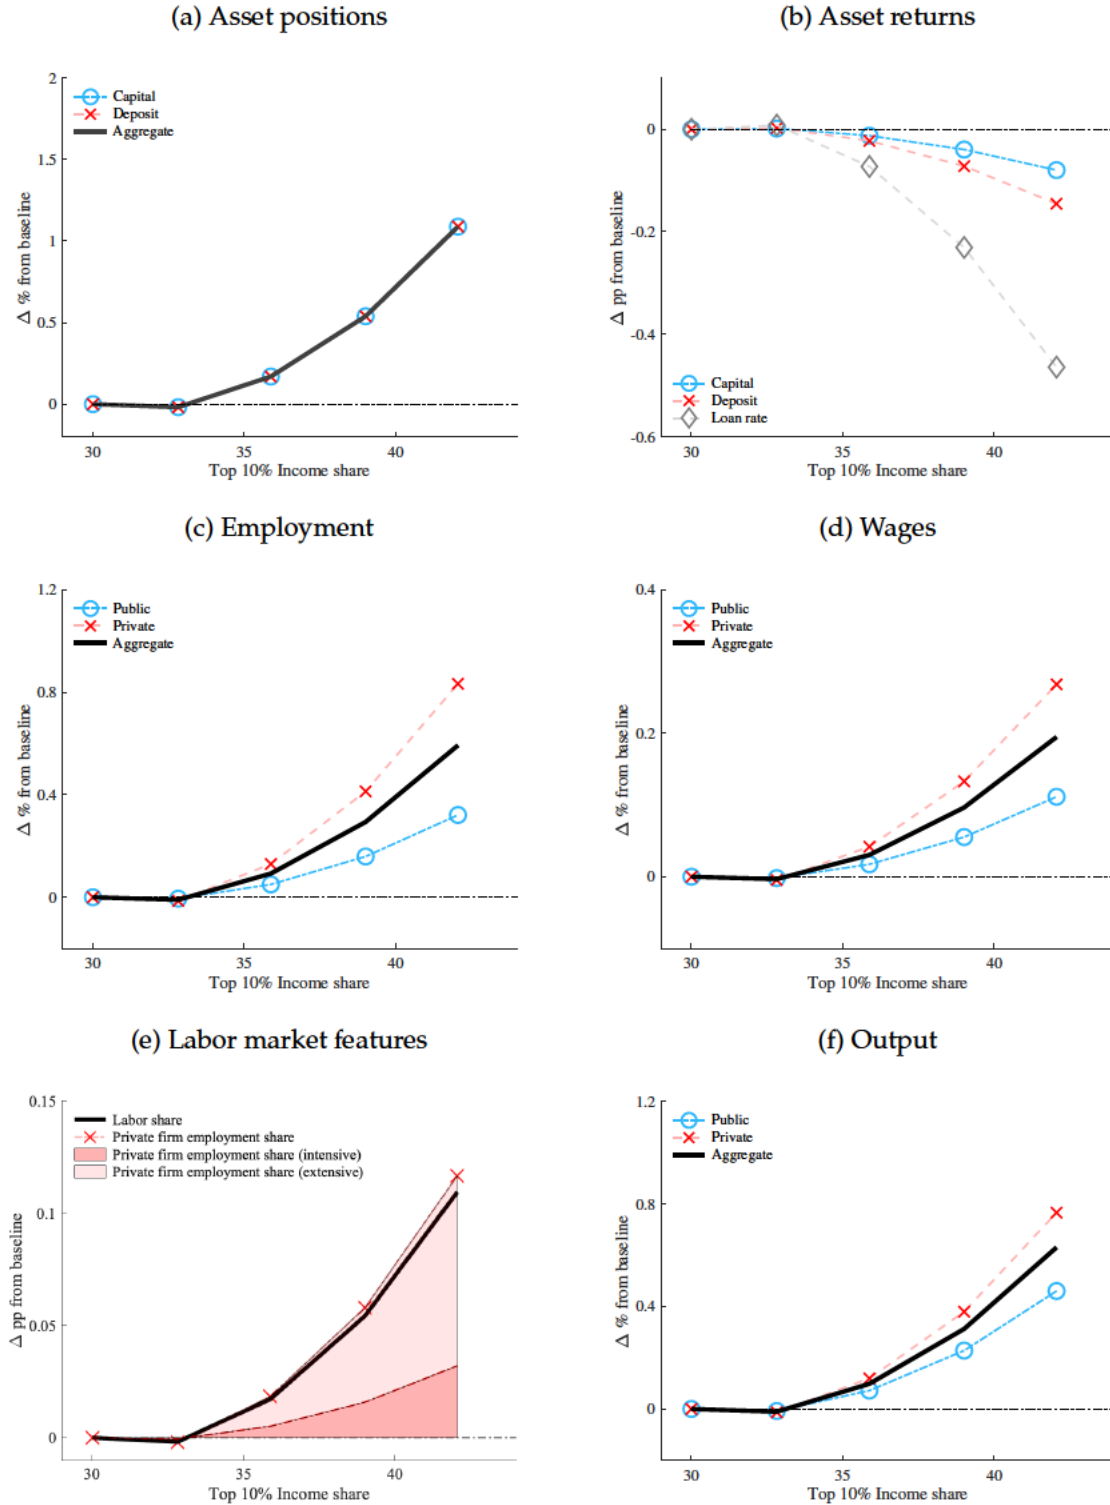 (a) Asset positions
2
1.5
1
0.5
0
Δ % from baseline
Capital
Deposit
Aggregate
30
35
40
Top 10% Income share
(b) Asset returns
0
-0.2
-0.4
-0.6
Δ pp from baseline
Capital
Deposit
Loan rate
30
35
40
Top 10% Income share
(c) Employment
1.2
0.8
0.4
0
Δ % from baseline
Public
Private
Aggregate
30
35
40
Top 10% Income share
(d) Wages
0.4
0.2
0
Δ % from baseline
Public
Private
Aggregate
30
35
40
Top 10% Income share
(e) Labor market features
0.15
0.1
0.05
0
Δ pp from baseline
Labor share
Private firm employment share
Private firm employment share (intensive)
Private firm employment share (extensive)
30
35
40
Top 10% Income share
(f) Output
1.2
0.8
0.4
0
Δ % from baseline
Public
Private
Aggregate
30
35
40
Top 10% Income share